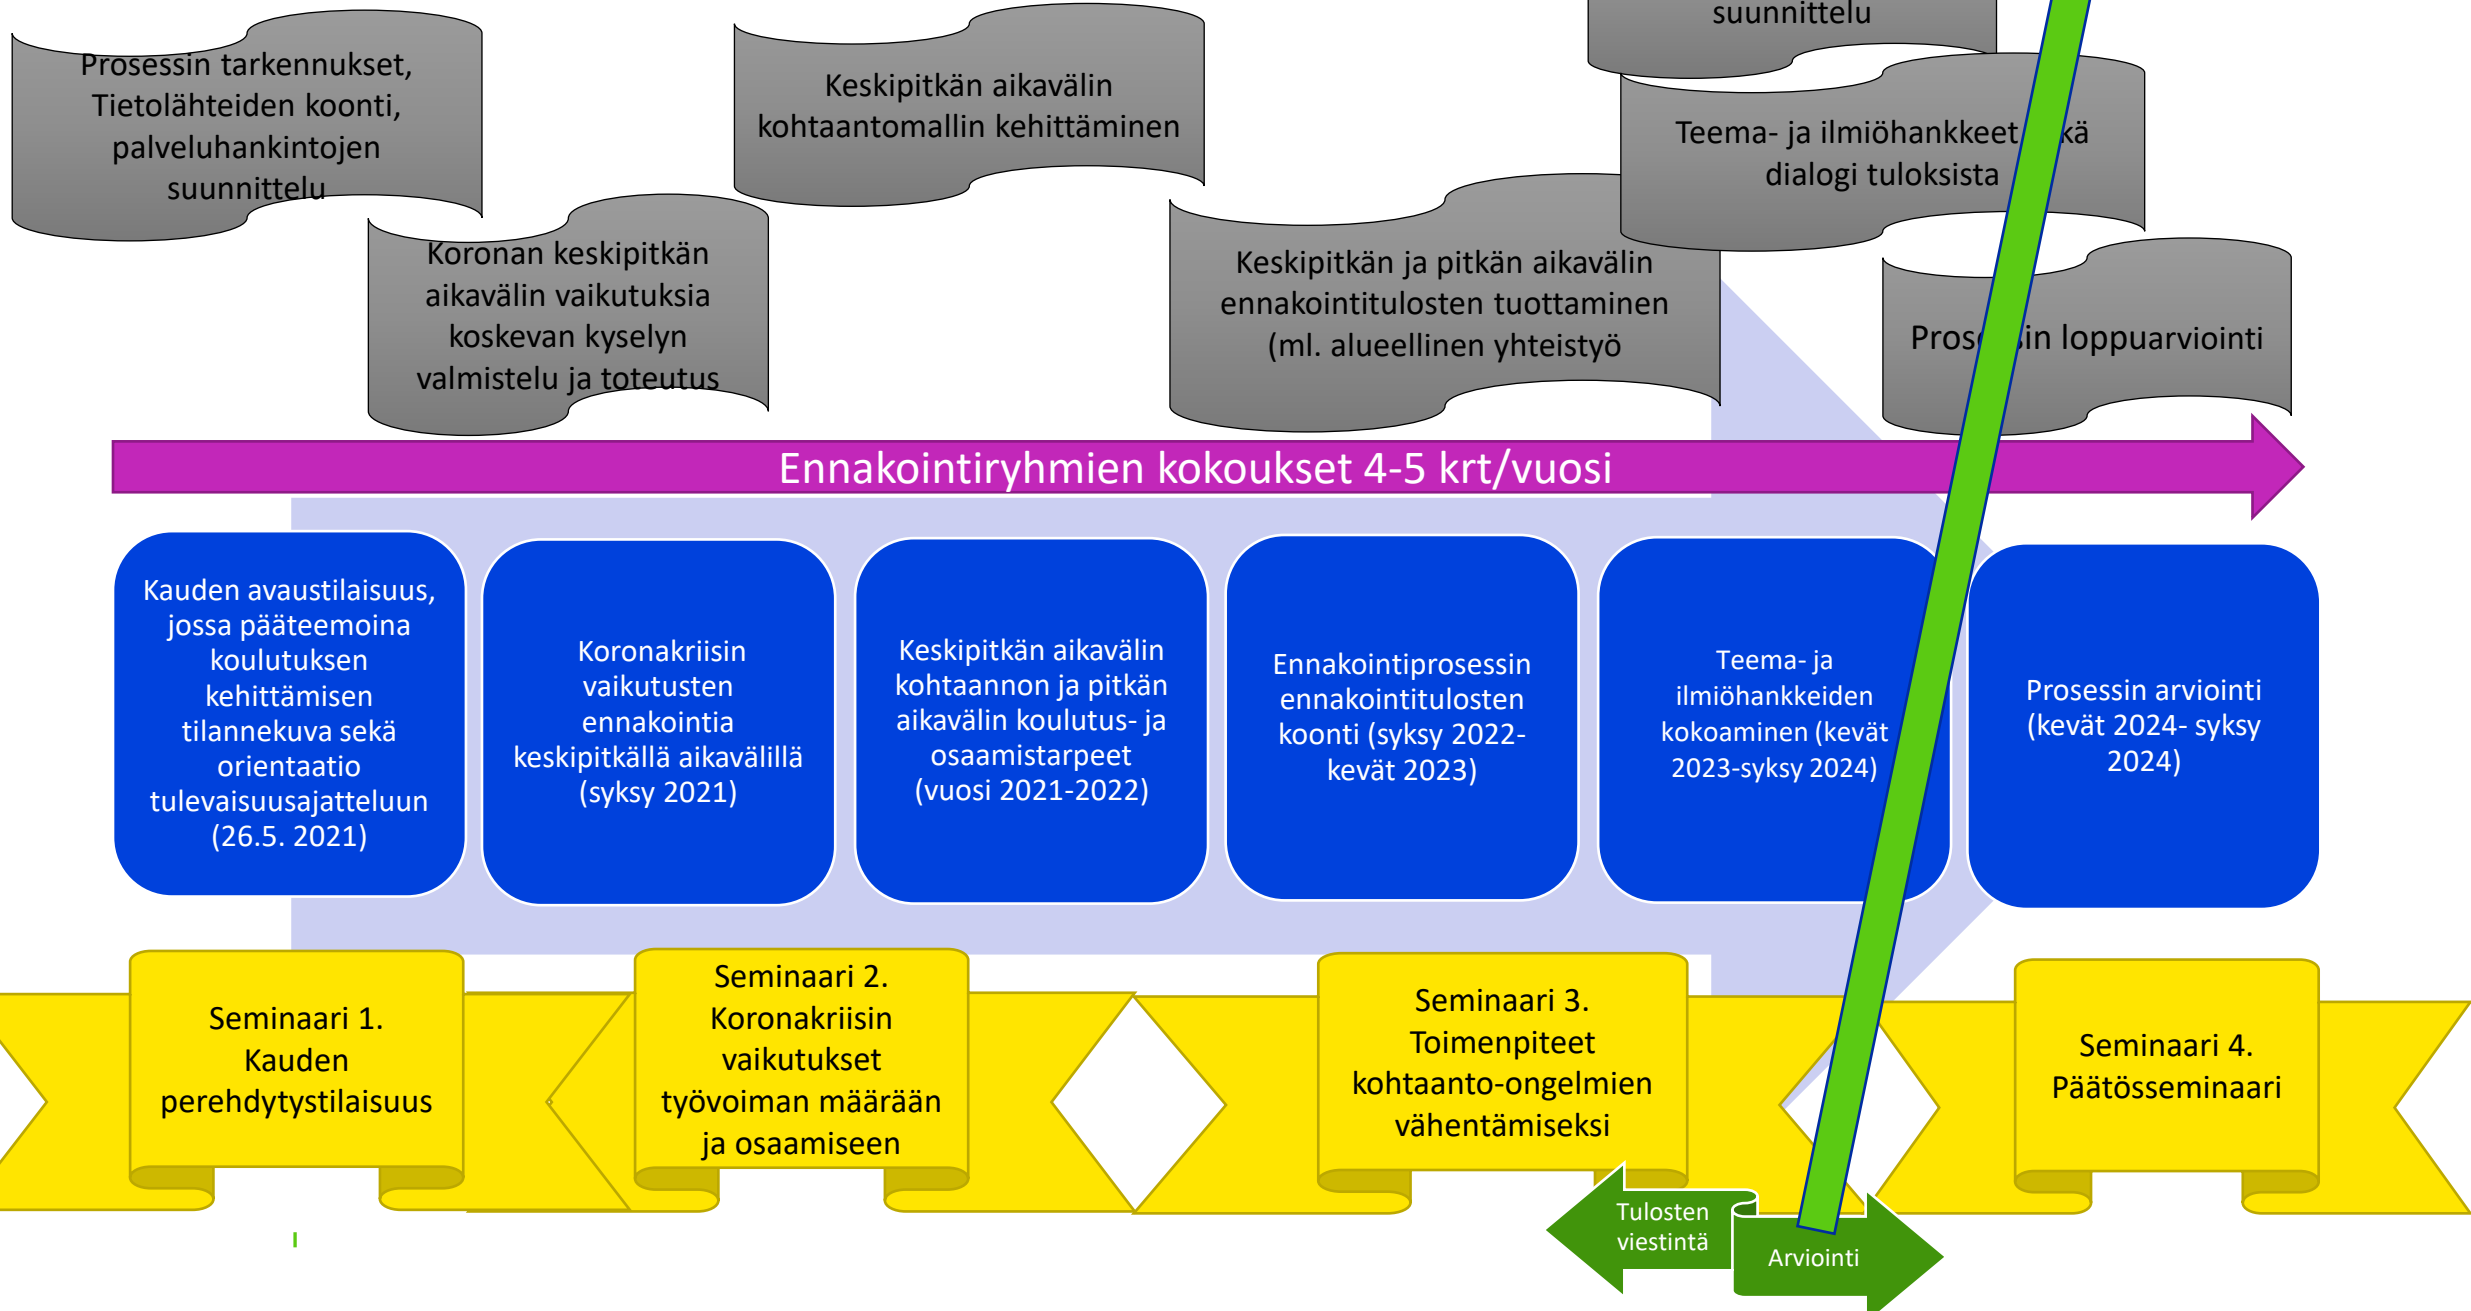 suunnittelu
Prosessin tarkennukset,
Tietolähteiden koonti,
palveluhankintojen
suunnittelu
Keskipitkän aikavälin
kohtaantomallin kehittäminen
Teema- ja ilmiöhankkeet
dialogi tuloksista
Koronan keskipitkän
aikavälin vaikutuksia
koskevan kyselyn
valmistelu ja toteutus
Keskipitkän ja pitkän aikavälin
ennakointitulosten tuottaminen
(ml. alueellinen yhteistyö
Prosessin loppuarviointi
Ennakointiryhmien kokoukset 4-5 krt/vuosi
Kauden avaustilaisuus,
jossa pääteemoina
koulutuksen
kehittämisen
tilannekuva sekä
orientaatio
tulevaisuusajatteluun
(26.5. 2021)
Koronakriisin
vaikutusten
ennakointia
keskipitkällä aikavälillä
(syksy 2021)
Keskipitkän aikavälin
kohtaannon ja pitkän
aikavälin koulutus- ja
osaamistarpeet
(vuosi 2021-2022)
Ennakointiprosessin
ennakointitulosten
koonti (syksy 2022-
kevät 2023)
Teema- ja
ilmiöhankkeiden
kokoaminen (kevät
2023-syksy 2024)
Prosessin arviointi
(kevät 2024- syksy
2024)
Seminaari 1.
Kauden
perehdytystilaisuus
Seminaari 2.
Koronakriisin
vaikutukset
työvoiman määrään
ja osaamiseen
Seminaari 3.
Toimenpiteet
kohtaanto-ongelmien
vähentämiseksi
Seminaari 4.
Päätösseminaari
Tulosten
viestintä
Arviointi